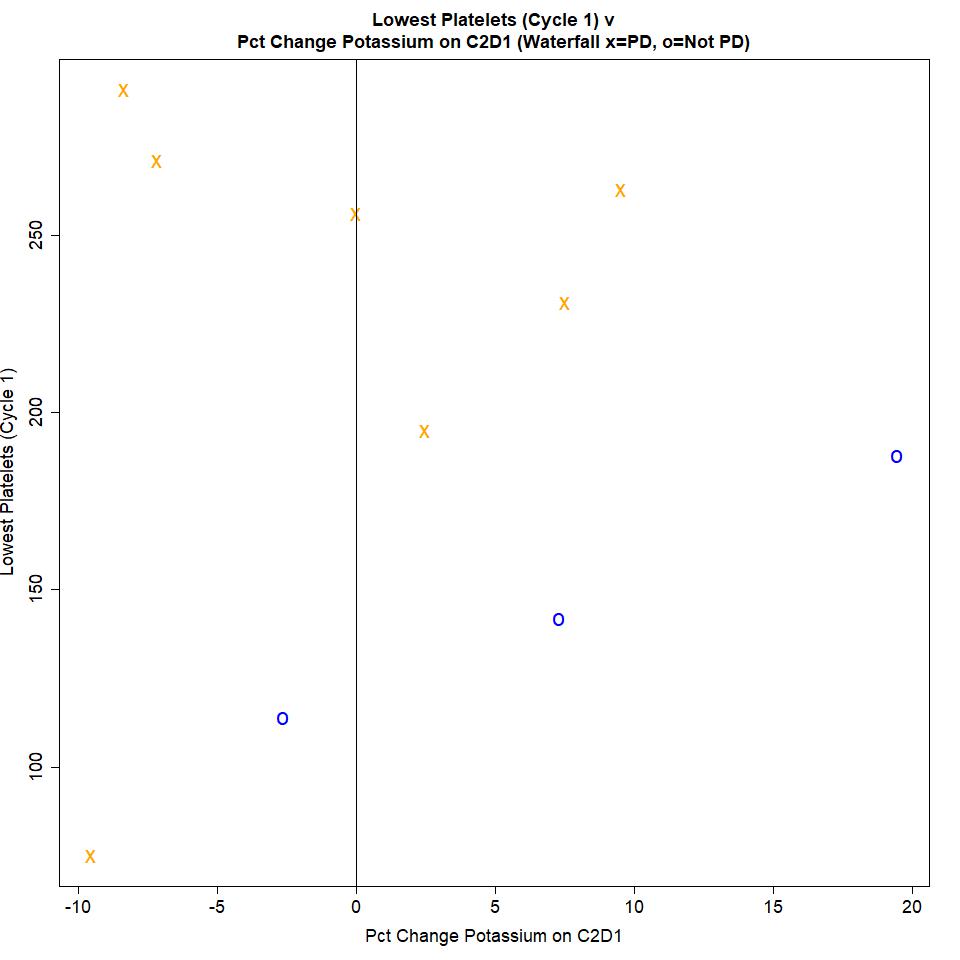 Lowest Platelets (Cycle 1) v
Pct Change Potassium on C2D1 (Waterfall x=PD, o=Not PD)
X
X
X
X
250
X
Lowest Platelets (Cycle 1)
200
X
O
150
O
O
100
X
-10 -5 0 5 10 15 20
Pct Change Potassium on C2D1